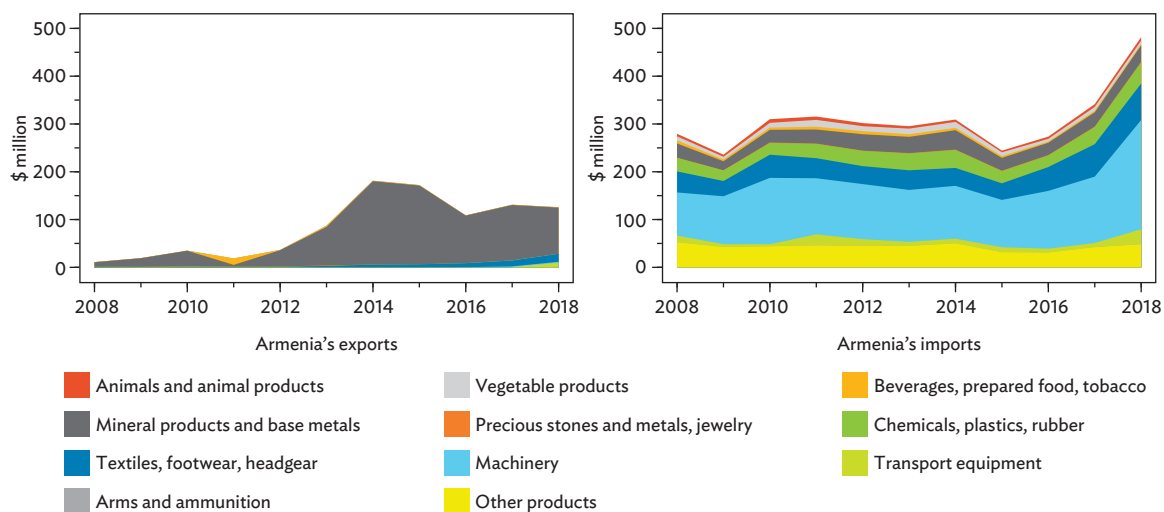 500
400
300
200
100
0
$ million
2008 2010 2012 2014 2016 2018
Armenia's exports
500
400
300
200
100
0
$ million
2008 2010 2012 2014 2016 2018
Armenia's imports
Animals and animal products
Vegetable products
Beverages, prepared food, tobacco
Mineral products and base metals
Precious stones and metals, jewelry
Chemicals, plastics, rubber
Textiles, footwear, headgear
Machinery
Transport equipment
Arms and ammunition
Other products